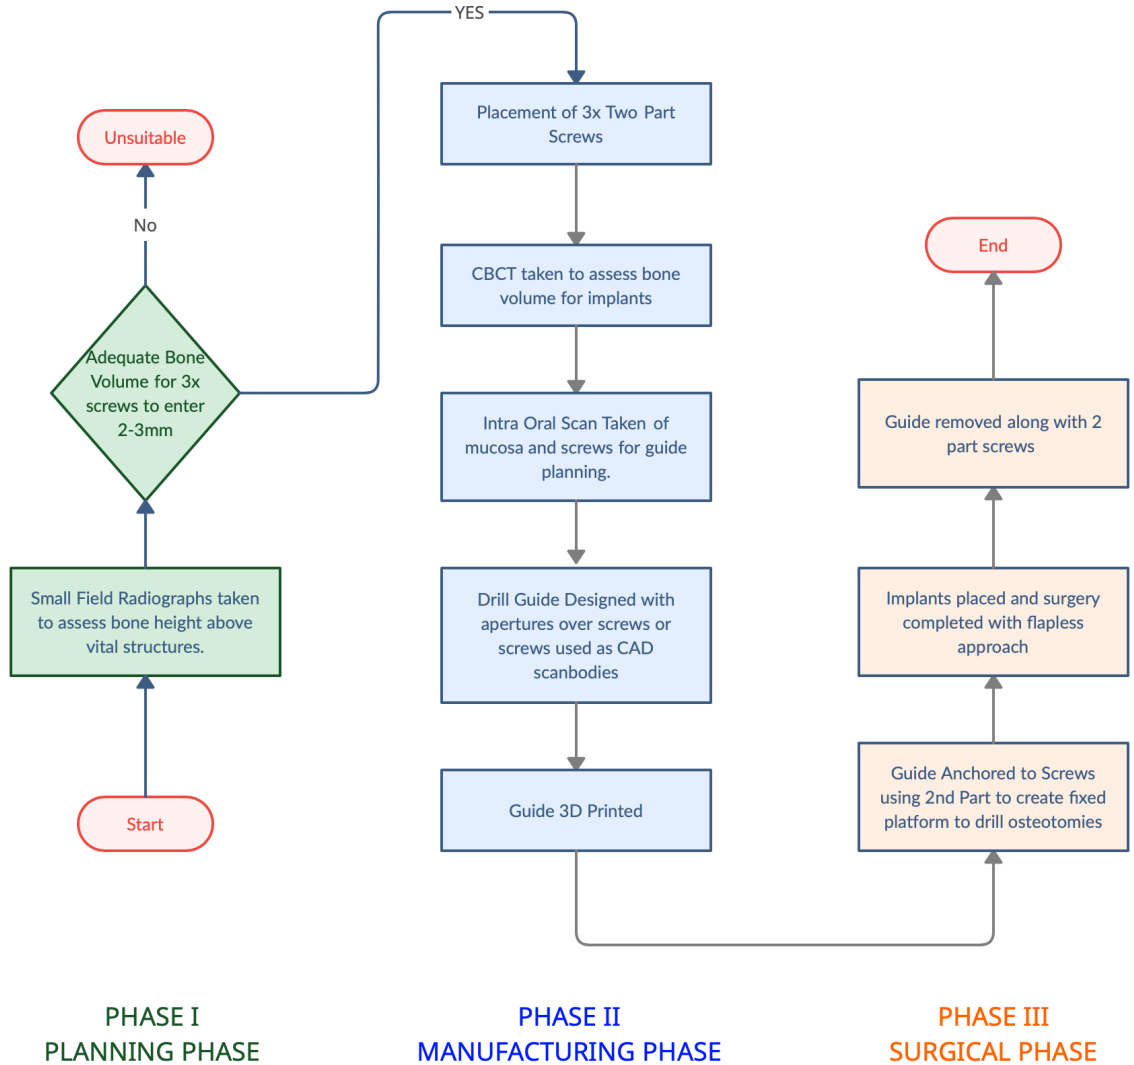 YES
Placement of 3x Two Part
Screws
Unsuitable
No
Adequate Bone
Volume for 3x
screws to enter
2-3mm
Small Field Radiographs taken
to assess bone height above
vital structures.
Start
CBCT taken to assess bone
volume for implants
Intra Oral Scan Taken of
mucosa and screws for guide
planning.
Drill Guide Designed with
apertures over screws or
screws used as CAD
scanbodies
Guide 3D Printed
End
Guide removed along with 2
part screws
Implants placed and surgery
completed with flapless
approach
Guide Anchored to Screws
using 2nd Part to create fixed
platform to drill osteotomies
PHASE I
PLANNING PHASE
PHASE II
MANUFACTURING PHASE
PHASE III
SURGICAL PHASE